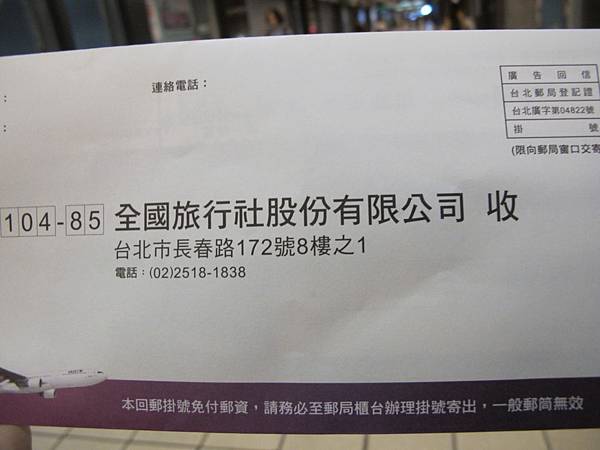 連絡電話：
：
：
廣告回信
台北郵局登記證
台北廣字第04822號
掛 號
(限向郵局窗口交寄
104-85 全國旅行社股份有限公司 收
台北市長春路172號8樓之1
電話：(02)2518-1838
本回郵掛號免付郵資，請務必至郵局櫃台辦理掛號寄出，一般郵筒無效